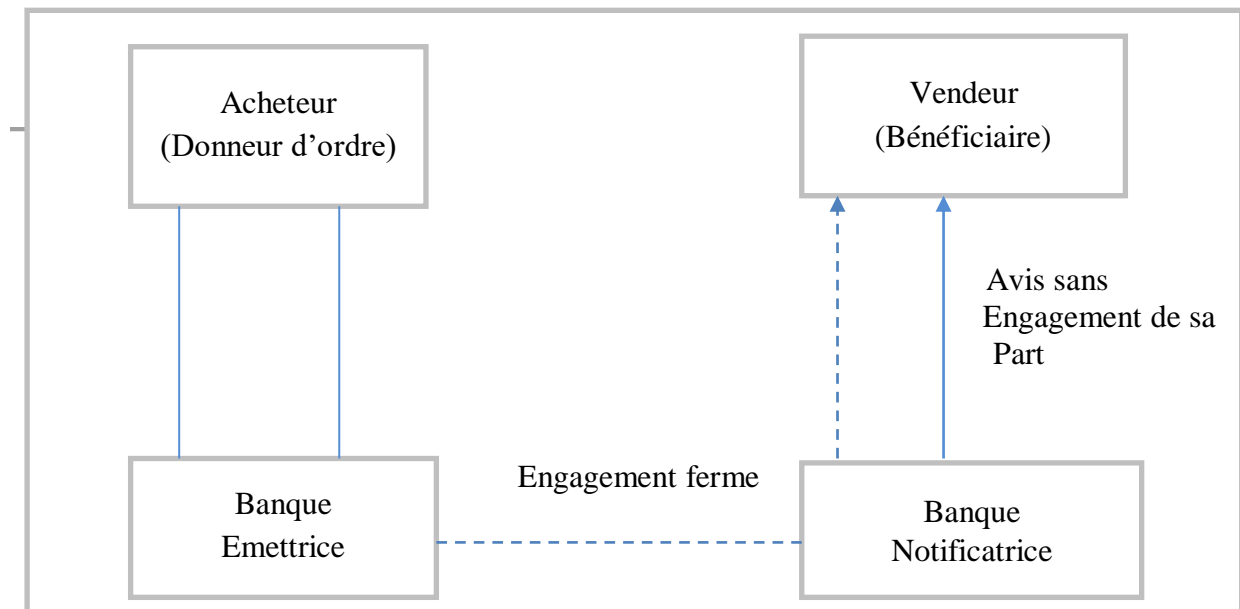 Acheteur
(Donneur d’ordre)
Vendeur
(Bénéficiaire)
Avis sans
Engagement de sa
Part
Engagement ferme
Banque
Emettrice
Banque
Notificatrice